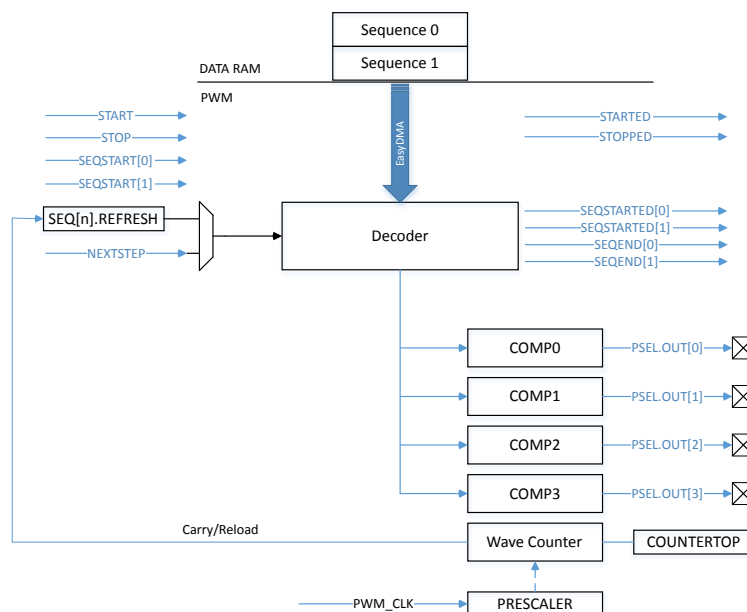 Sequence 0
Sequence 1
DATA RAM
PWM
START
STOP
SEQSTART[0]
SEQSTART[1]
EasyDMA
STARTED
STOPPED
SEQ[n].REFRESH
NEXTSTEP
Decoder
SEQSTARTED[0]
SEQSTARTED[1]
SEQEND[0]
SEQEND[1]
COMP0
PSEL.OUT[0]
COMP1
PSEL.OUT[1]
COMP2
PSEL.OUT[2]
COMP3
PSEL.OUT[3]
Carry/Reload
Wave Counter
COUNTERTOP
PWM_CLK
PRESCALER